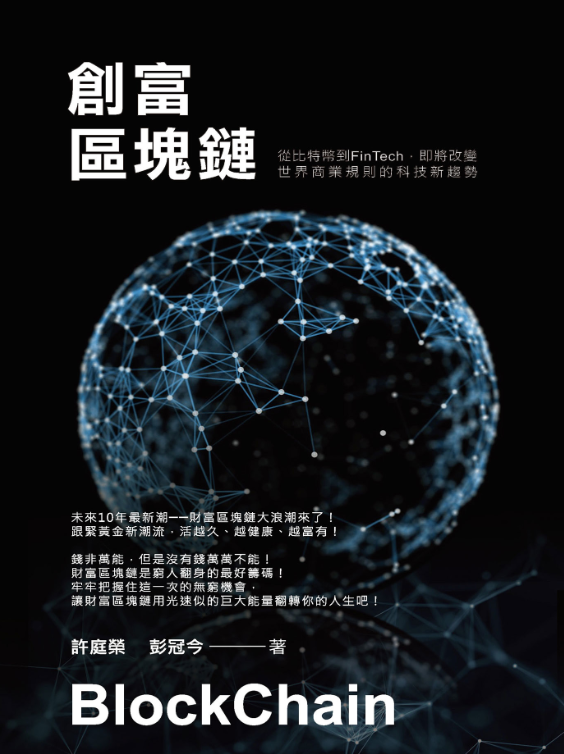 創富
區塊鏈
從比特幣到FinTech，即將改變
世界商業規則的科技新趨勢
未來10年最新潮——財富區塊鏈大浪潮來了！
跟緊黃金新潮流，活越久、越健康、越富有！
錢非萬能，但是沒有錢萬萬不能！
財富區塊鏈是窮人翻身的最好籌碼！
牢牢把握住這一次的無窮機會，
讓財富區塊鏈用光速似的巨大能量翻轉你的人生吧！
許庭榮　彭冠今 ——— 著
BlockChain